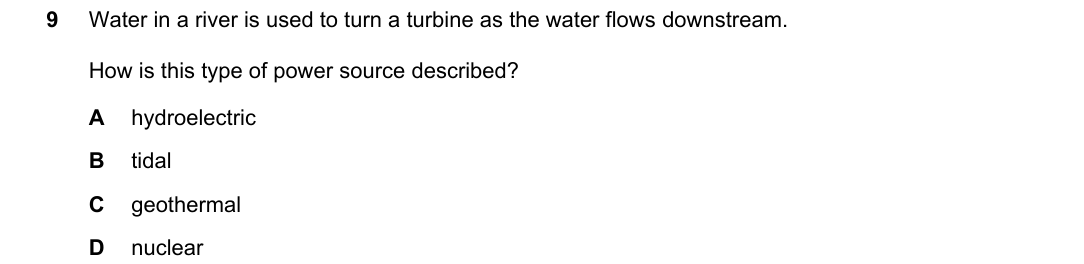 9 Water in a river is used to turn a turbine as the water flows downstream.
How is this type of power source described?
A hydroelectric
B tidal
C geothermal
D nuclear